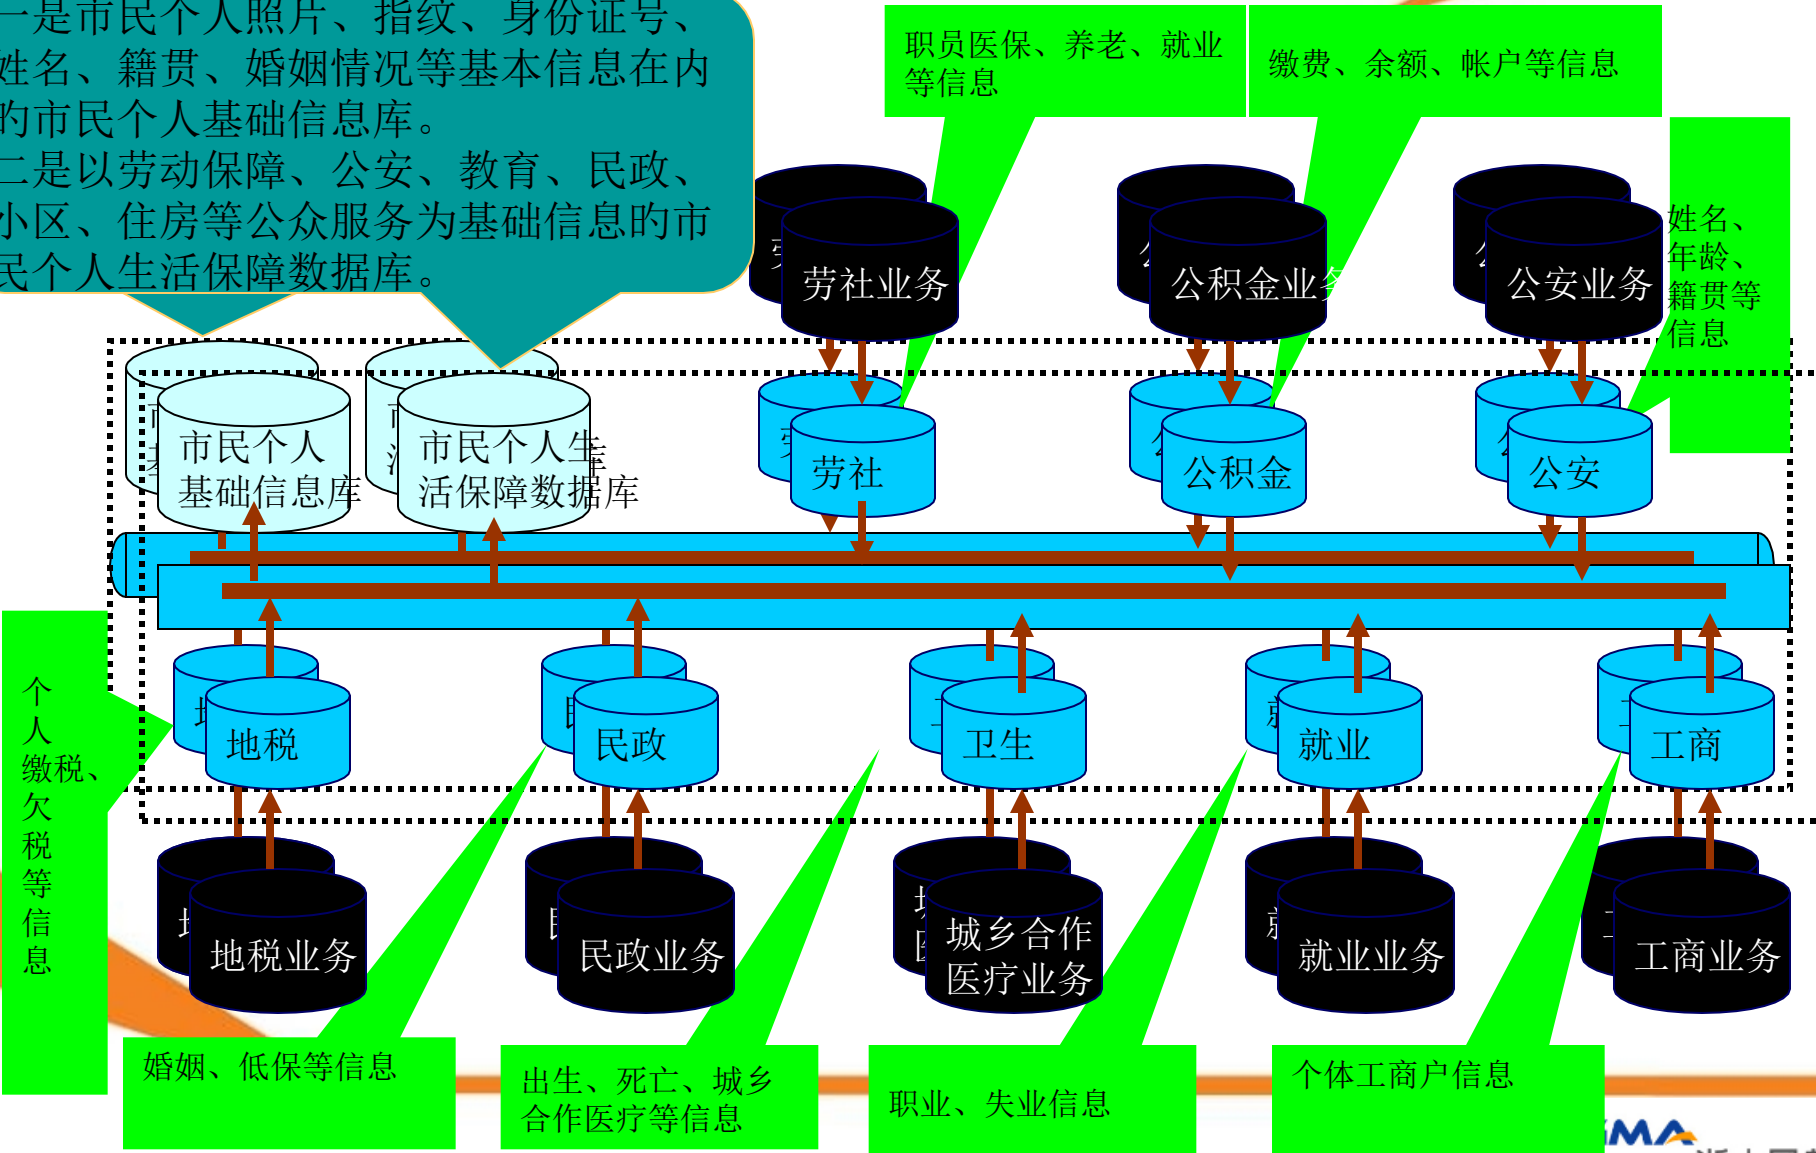 一是市民个人照片、指纹、身份证号、
姓名、籍贯、婚姻情况等基本信息在内
旳市民个人基础信息库。
二是以劳动保障、公安、教育、民政、
小区、住房等公众服务为基础信息旳市
民个人生活保障数据库。
职员医保、养老、就业
等信息
缴费、余额、帐户等信息
姓名、
年龄、
籍贯等
信息
劳社业务
公积金业务
公安业务
市民个人
基础信息库
市民个人生
活保障数据库
劳社
公积金
公安
个
人
缴税、
欠
税
等
信
息
地税
民政
卫生
就业
工商
地税业务
民政业务
城乡合作
医疗业务
就业业务
工商业务
婚姻、低保等信息
出生、死亡、城乡
合作医疗等信息
职业、失业信息
个体工商户信息